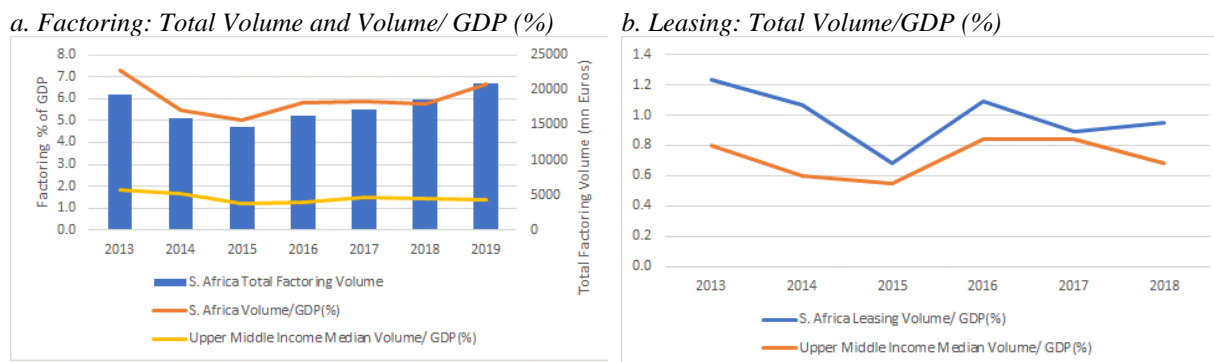 a. Factoring: Total Volume and Volume/ GDP (%)
8.0
7.0
6.0
5.0
4.0
3.0
2.0
1.0
0.0
Factoring % of GDP
25000
20000
15000
10000
5000
0
Total Factoring Volume (mn Euros)
2013 2014 2015 2016 2017 2018 2019
S. Africa Total Factoring Volume
S. Africa Volume/GDP(%)
Upper Middle Income Median Volume/ GDP(%)
b. Leasing: Total Volume/GDP (%)
1.4
1.2
1.0
0.8
0.6
0.4
0.2
0.0
2013 2014 2015 2016 2017 2018
S. Africa Leasing Volume/ GDP(%)
Upper Middle Income Median Volume/ GDP(%)